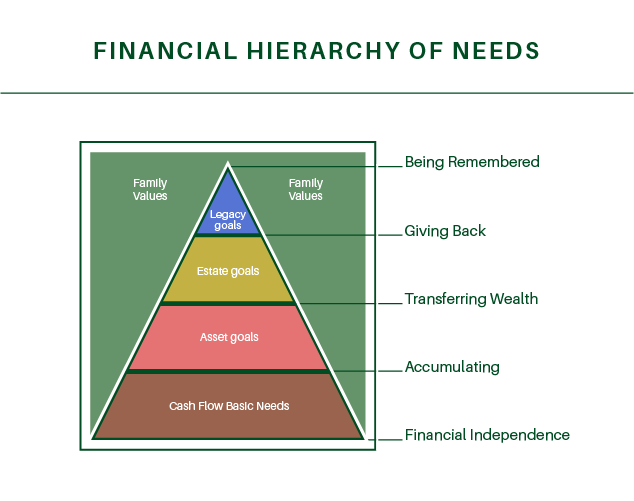 FINANCIAL HIERARCHY OF NEEDS
Being Remembered
Family
Values
Family
Values
Legacy
goals
Giving Back
Estate goals
Transferring Wealth
Asset goals
Accumulating
Cash Flow Basic Needs
Financial Independence